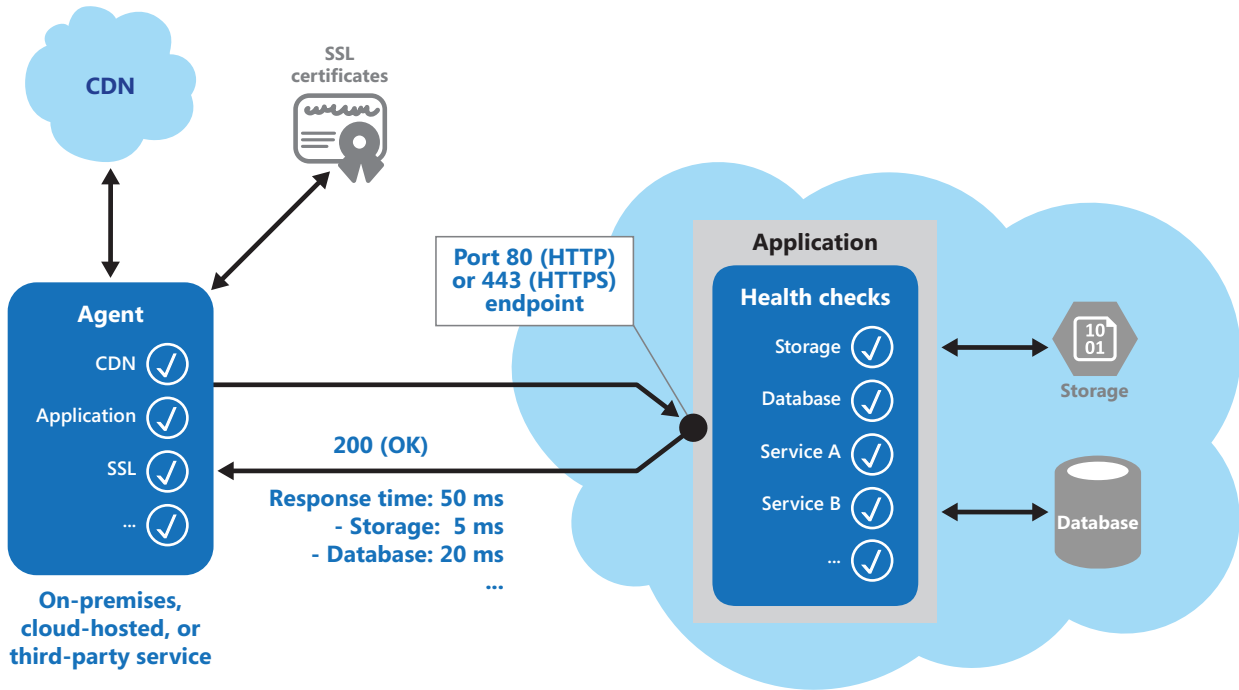 CDN
SSL
certificates
Agent
CDN
Application
SSL
...
On-premises,
cloud-hosted, or
third-party service
200 (OK)
Response time: 50 ms
- Storage:  5 ms
- Database: 20 ms
...
Port 80 (HTTP)
or 443 (HTTPS)
endpoint
Application
Health checks
Storage
Database
Service A
Service B
...
10
01
Storage
Database